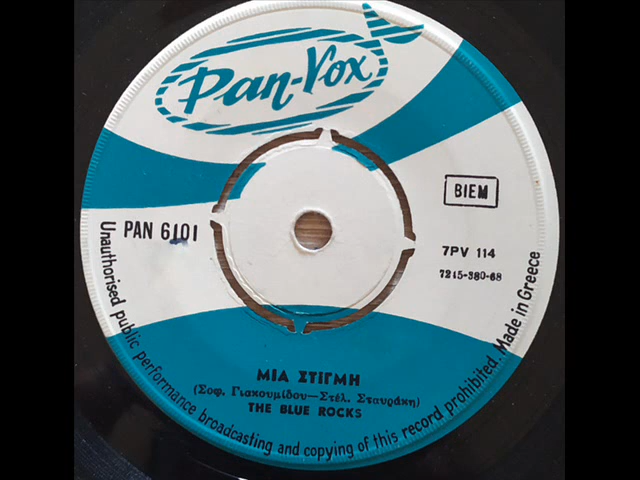 Pan-Vox
BIEM
PAN 6101
7PV 114
7215-380-68
ΜΙΑ ΣΤΙΓΜΗ
(Σοφ. Γιακουμίδου—Στέλ. Σταυράκη)
THE BLUE ROCKS
Unauthorised public performance broadcasting and copying of this record prohibited. Made in Greece